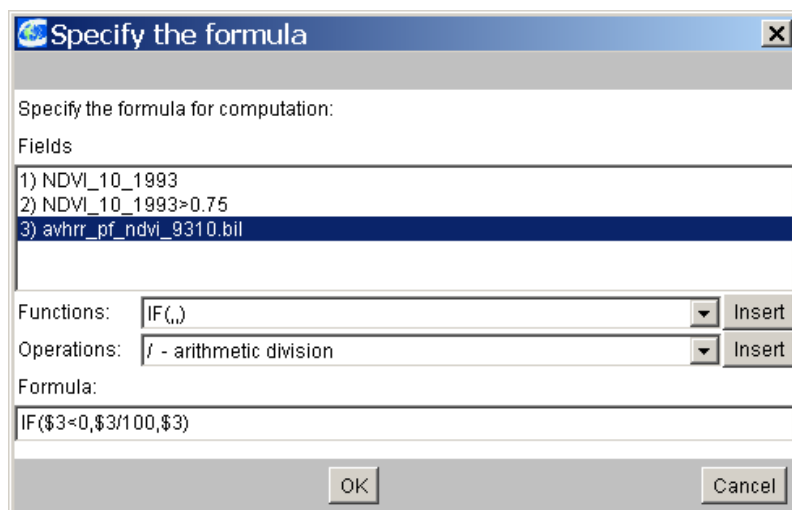 Specify the formula
Specify the formula for computation:
Fields
1) NDVI_10_1993
2) NDVI_10_1993>0.75
3) avhrr_pf_ndvi_9310.bil
Functions: IF(,,) Insert
Operations: / - arithmetic division Insert
Formula:
IF($3<0,$3/100,$3)
OK Cancel